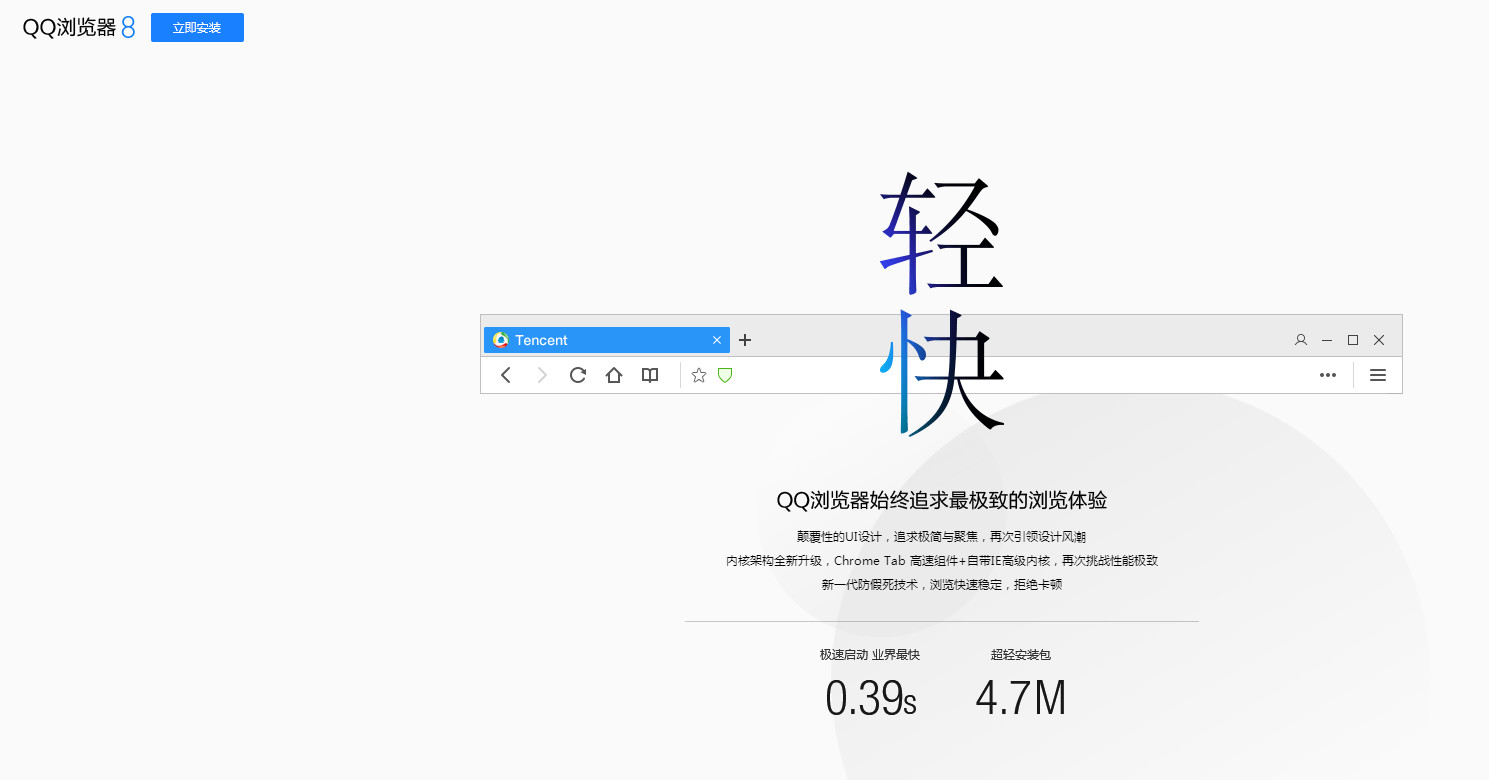 QQ浏览器8
立即安装
轻
快
Tencent
QQ浏览器始终追求最极致的浏览体验
颠覆性的UI设计，追求极简与聚焦，再次引领设计风潮
内核架构全新升级，Chrome Tab 高速组件+自带IE高级内核，再次挑战性能极致
新一代防假死技术，浏览快速稳定，拒绝卡顿
极速启动 业界最快
超轻安装包
0.39s
4.7M